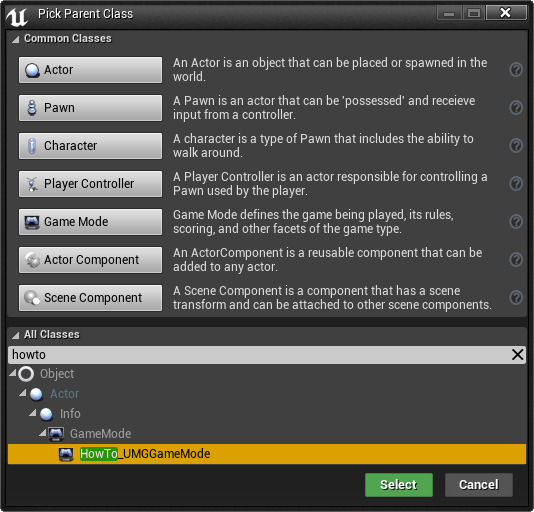 Pick Parent Class
Common Classes
Actor
An Actor is an object that can be placed or spawned in the
world.
Pawn
A Pawn is an actor that can be 'possessed' and receieve
input from a controller.
Character
A character is a type of Pawn that includes the ability to
walk around.
Player Controller
A Player Controller is an actor responsible for controlling a
Pawn used by the player.
Game Mode
Game Mode defines the game being played, its rules,
scoring, and other facets of the game type.
Actor Component
An ActorComponent is a reusable component that can be
added to any actor.
Scene Component
A Scene Component is a component that has a scene
transform and can be attached to other scene components.
All Classes
howto
Object
Actor
Info
GameMode
HowTo_UMGGameMode
Select
Cancel